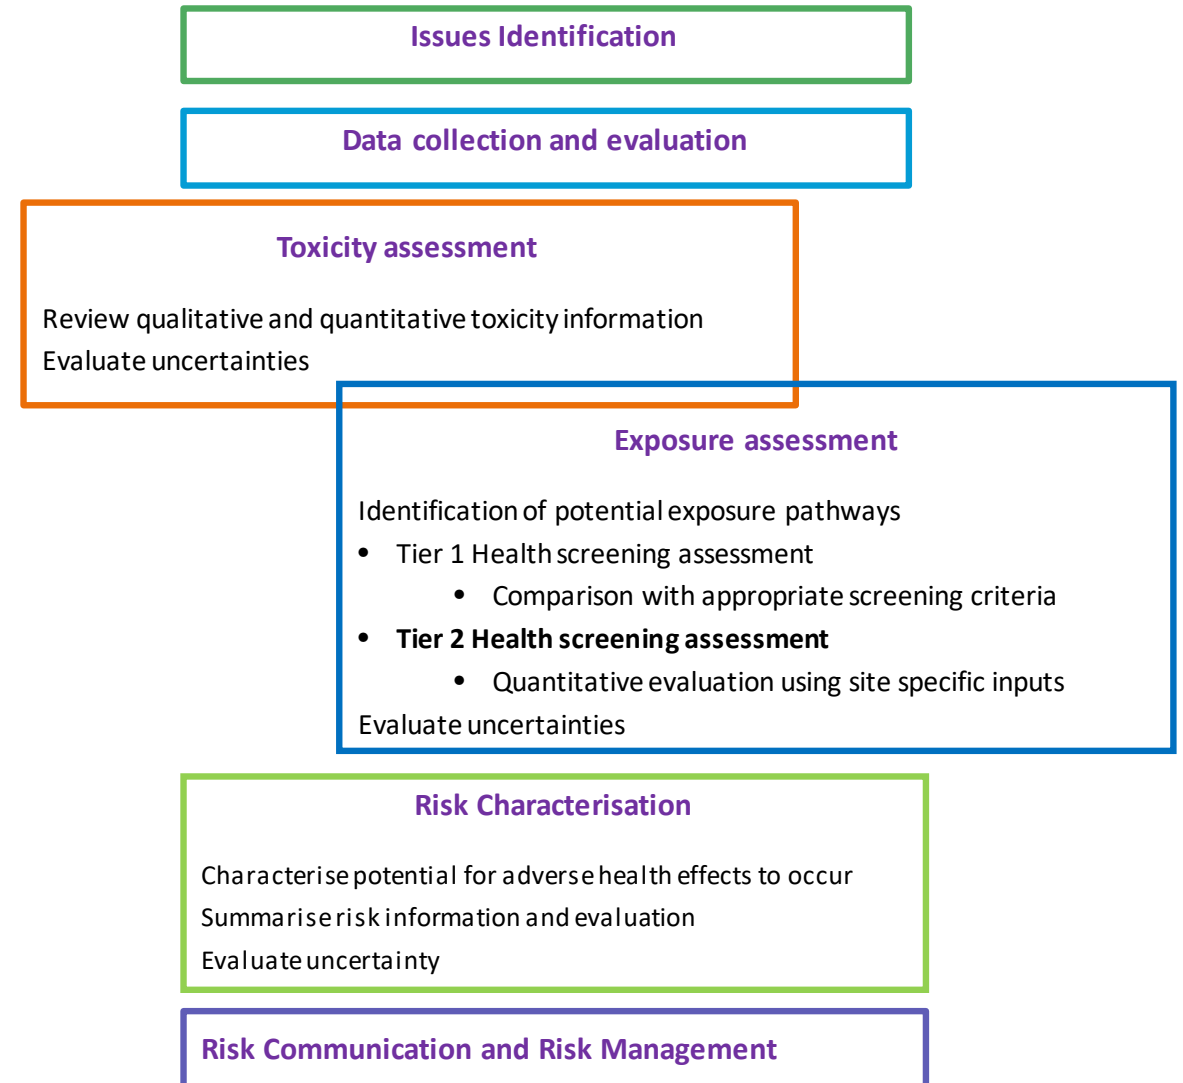 Issues Identification
Data collection and evaluation
Toxicity assessment
Review qualitative and quantitative toxicity information
Evaluate uncertainties
Exposure assessment
Identification of potential exposure pathways
• Tier 1 Health screening assessment
• Comparison with appropriate screening criteria
• Tier 2 Health screening assessment
• Quantitative evaluation using site specific inputs
Evaluate uncertainties
Risk Characterisation
Characterise potential for adverse health effects to occur
Summarise risk information and evaluation
Evaluate uncertainty
Risk Communication and Risk Management